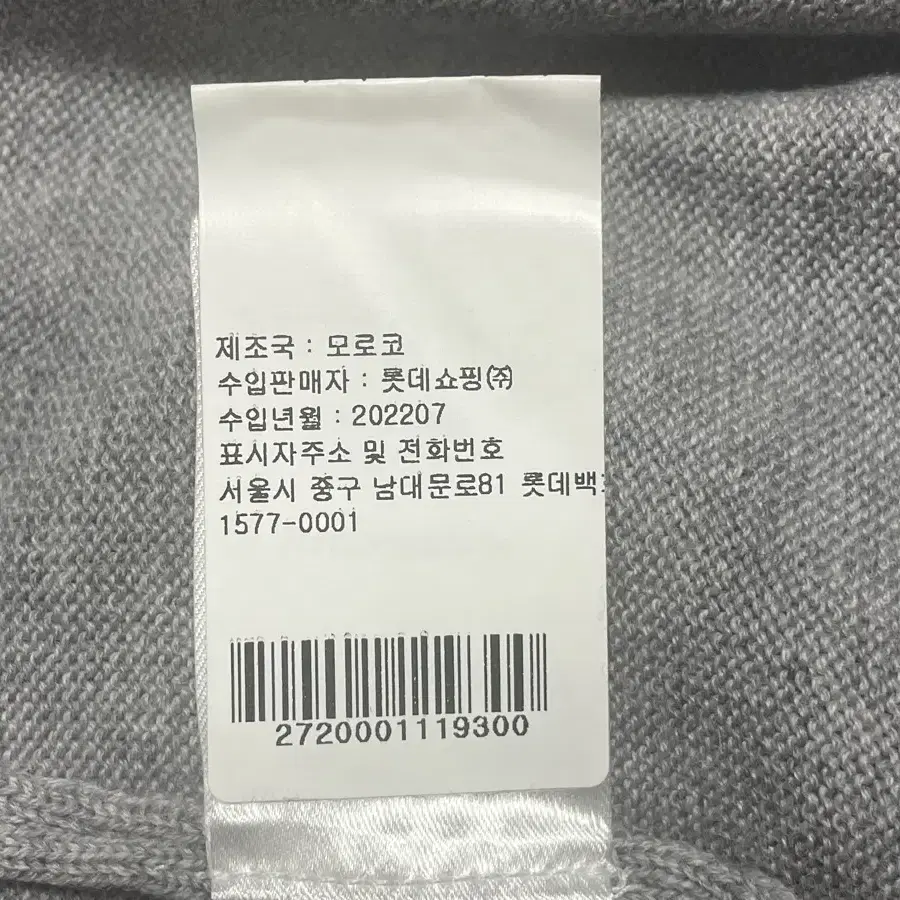 제조국 : 모로코
수입판매자 : 롯데쇼핑㈜
수입년월 : 202207
표시자주소 및 전화번호
서울시 중구 남대문로81 롯데백
1577-0001
2720001119300